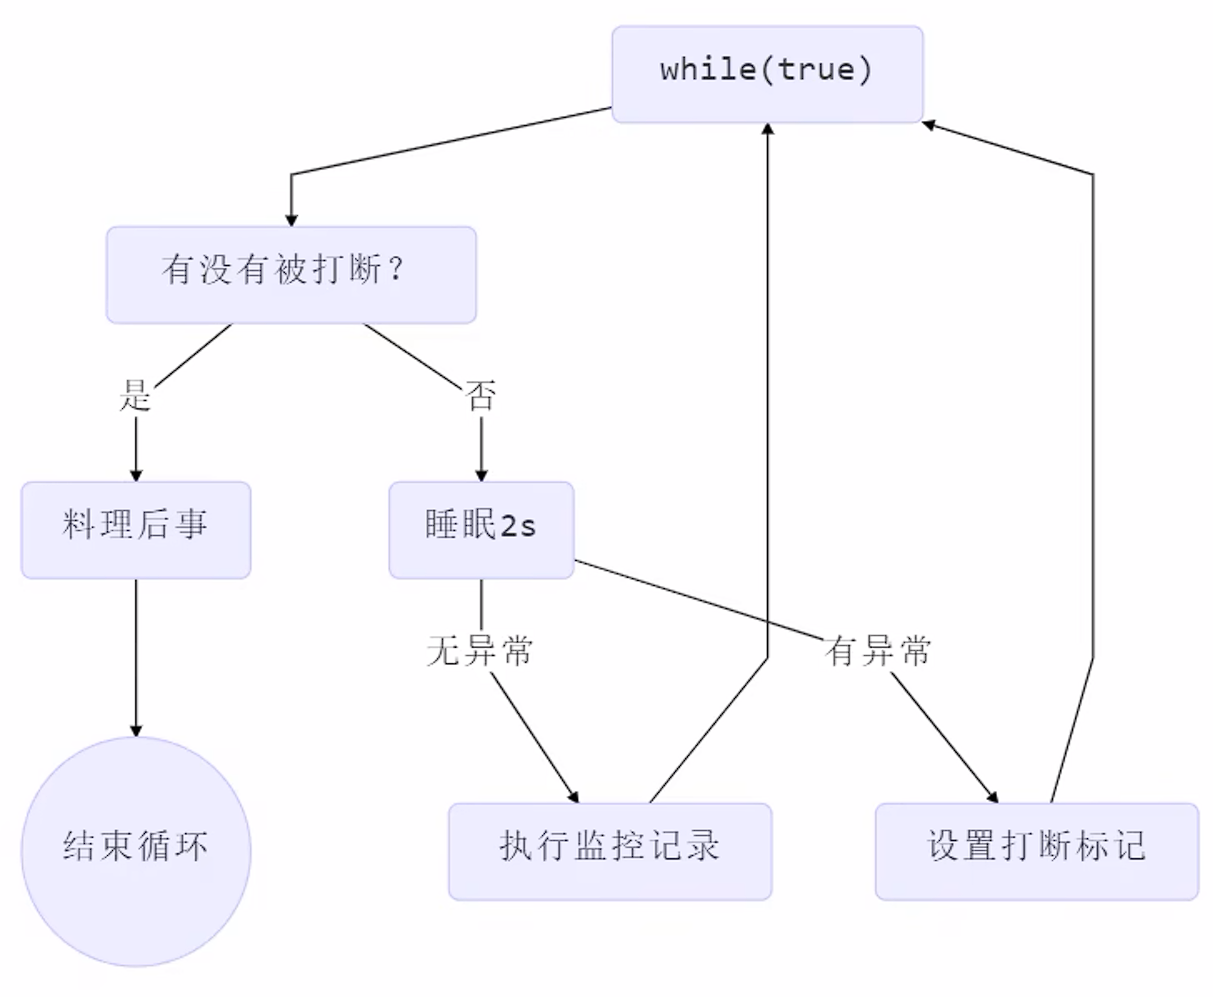 while(true)
有没有被打断？
是
否
料理后事
睡眠2s
无异常
有异常
结束循环
执行监控记录
设置打断标记